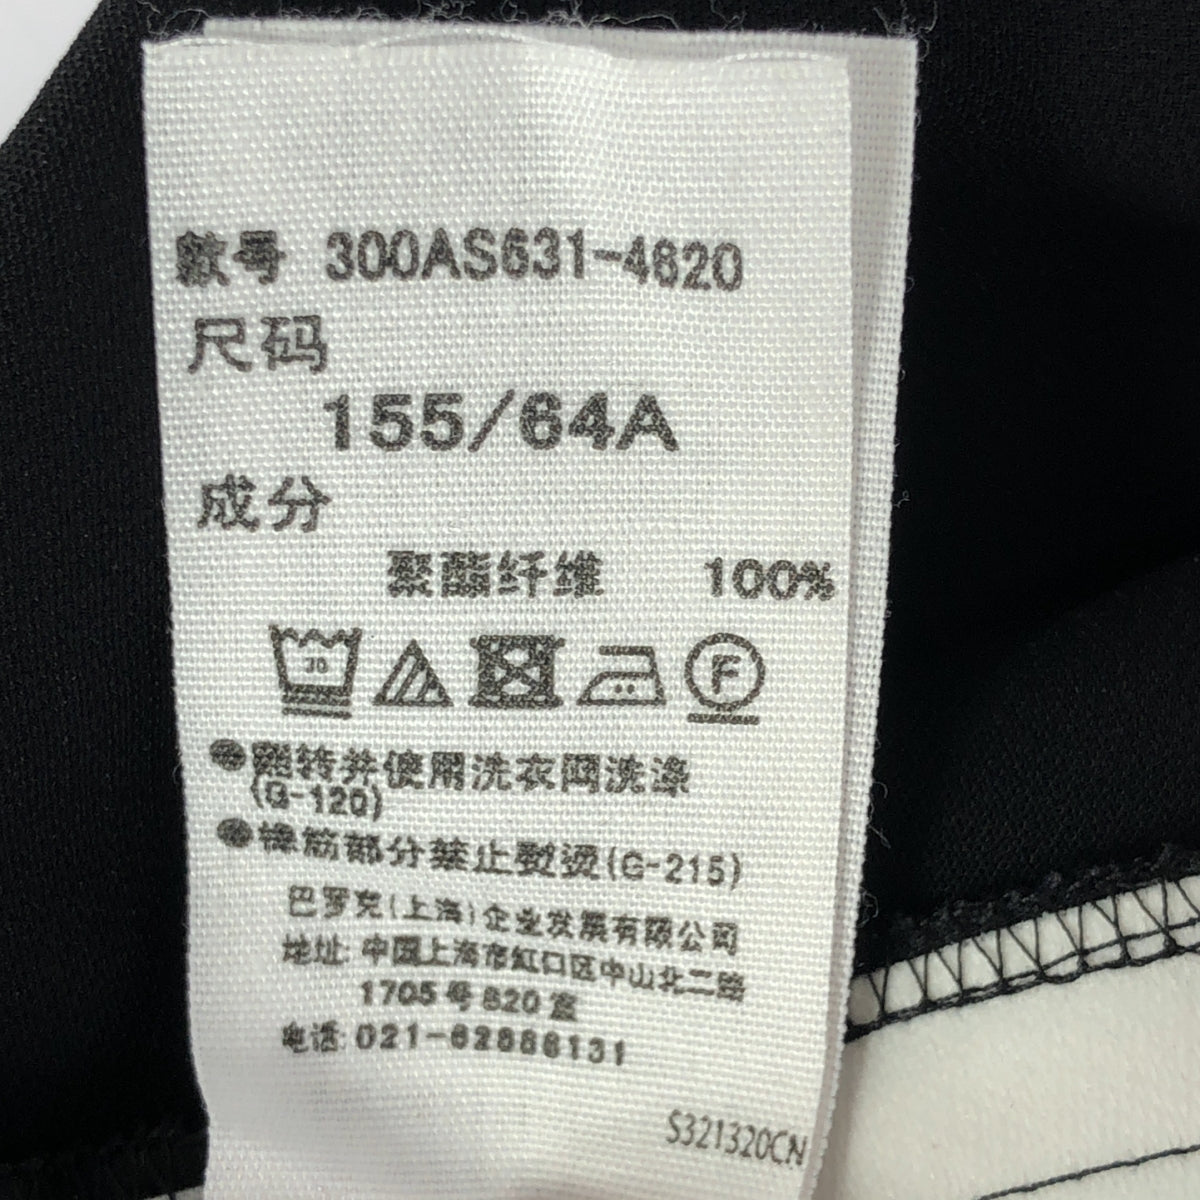 款号 300AS631-4820
尺码
155/64A
成分
聚酯纤维 100%
30
F
●翻转并使用洗衣网洗涤
(G-120)
●橡筋部分禁止熨烫(G-215)
巴罗克(上海)企业发展有限公司
地址: 中国上海市虹口区中山北二路
1705号820室
电话: 021-62888131
S321320CN